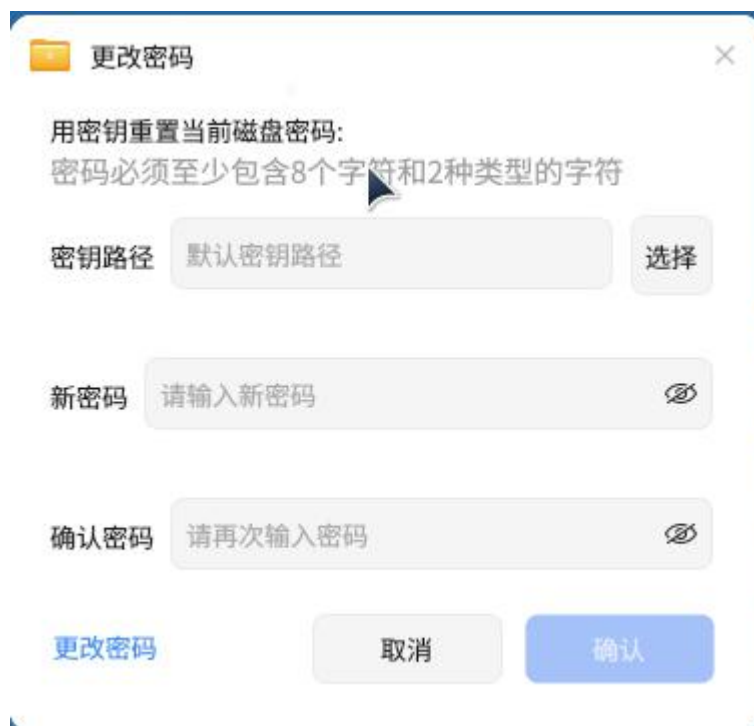 更改密码
用密钥重置当前磁盘密码:
密码必须至少包含8个字符和2种类型的字符
密钥路径 默认密钥路径 选择
新密码 请输入新密码
确认密码 请再次输入密码
更改密码 取消 确认